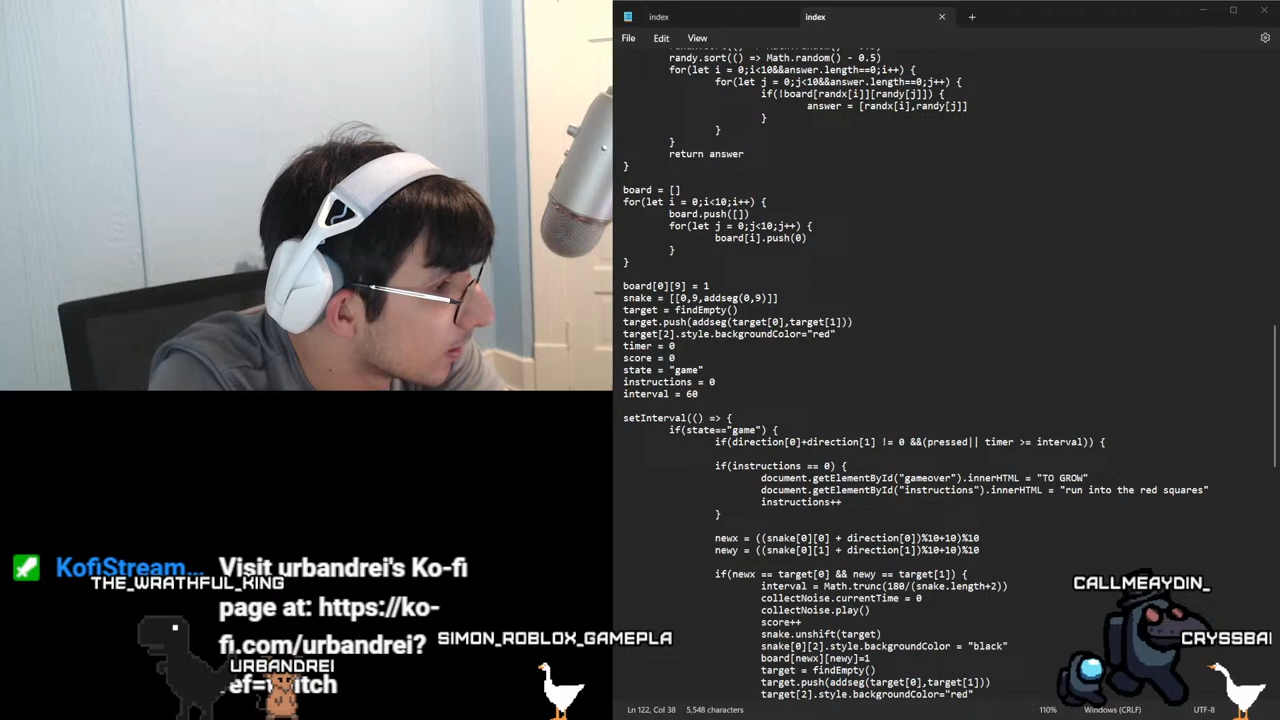 index
index
File
Edit
View
randy.sort(() => Math.random() - 0.5)
for(let i = 0;i<10&&answer.length==0;i++) {
for(let j = 0;j<10&&answer.length==0;j++) {
if(!board[randx[i]][randy[j]]) {
answer = [randx[i],randy[j]]
}
}
}
return answer
}
board = []
for(let i = 0;i<10;i++) {
board.push([])
for(let j = 0;j<10;j++) {
board[i].push(0)
}
}
board[0][9] = 1
snake = [[0,9,addseg(0,9)]]
target = findEmpty()
target.push(addseg(target[0],target[1]))
target[2].style.backgroundColor="red"
timer = 0
score = 0
state = "game"
instructions = 0
interval = 60
setInterval(() => {
if(state=="game") {
if(direction[0]+direction[1] != 0 &&(pressed|| timer >= interval)) {
if(instructions == 0) {
document.getElementById("gameover").innerHTML = "TO GROW"
document.getElementById("instructions").innerHTML = "run into the red squares"
instructions++
}
newx = ((snake[0][0] + direction[0])%10+10)%10
newy = ((snake[0][1] + direction[1])%10+10)%10
if(newx == target[0] && newy == target[1]) {
interval = Math.trunc(180/(snake.length+2))
collectNoise.currentTime = 0
collectNoise.play()
score++
snake.unshift(target)
snake[0][2].style.backgroundColor = "black"
board[newx][newy]=1
target = findEmpty()
target.push(addseg(target[0],target[1]))
target[2].style.backgroundColor="red"
Ln 122, Col 38
5,548 characters
110%
Windows (CRLF)
UTF-8
KofiStream... Visit urbandrei's Ko-fi
page at: https://ko-
fi.com/urbandrei?
ef=twitch
THE_WRATHFUL_KING
URBANDREI
SIMON_ROBLOX_GAMEPLA
CALLMEAYDIN_
CRYSSBA